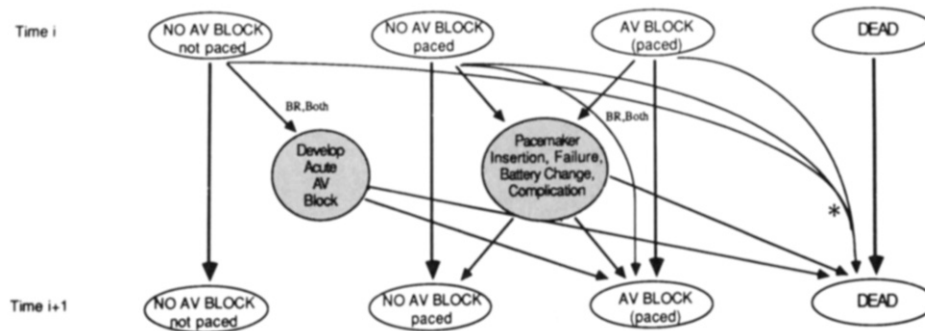 Time i
NO AV BLOCK
not paced
NO AV BLOCK
paced
AV BLOCK
(paced)
DEAD
BR,Both
BR,Both
Develop
Acute
AV
Block
Pacemaker
Insertion, Failure,
Battery Change,
Complication
*
Time i+1
NO AV BLOCK
not paced
NO AV BLOCK
paced
AV BLOCK
(paced)
DEAD